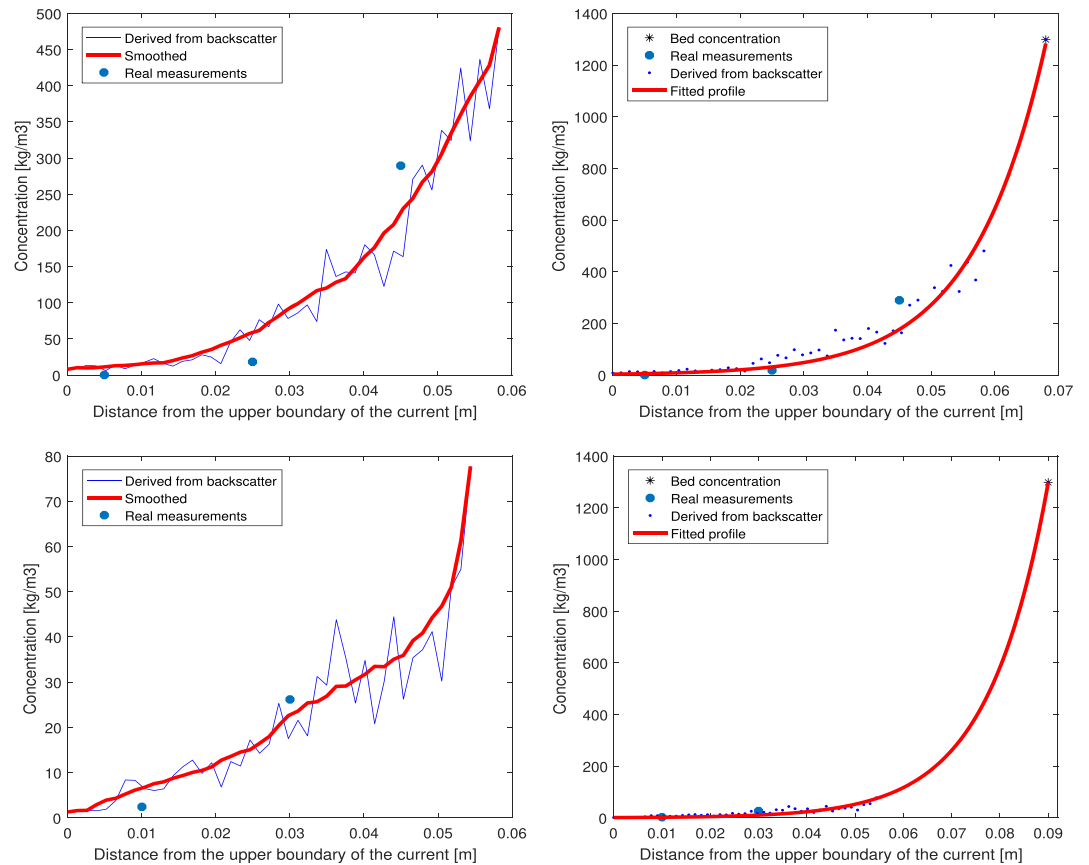 500
450
400
350
300
250
200
150
100
50
0
Concentration [kg/m3]
Derived from backscatter
Smoothed
Real measurements
0 0.01 0.02 0.03 0.04 0.05 0.06
Distance from the upper boundary of the current [m]
1400
1200
1000
800
600
400
200
0
Concentration [kg/m3]
Bed concentration
Real measurements
Derived from backscatter
Fitted profile
0 0.01 0.02 0.03 0.04 0.05 0.06 0.07
Distance from the upper boundary of the current [m]
80
70
60
50
40
30
20
10
0
Concentration [kg/m3]
Derived from backscatter
Smoothed
Real measurements
0 0.01 0.02 0.03 0.04 0.05 0.06
Distance from the upper boundary of the current [m]
1400
1200
1000
800
600
400
200
0
Concentration [kg/m3]
Bed concentration
Real measurements
Derived from backscatter
Fitted profile
0 0.01 0.02 0.03 0.04 0.05 0.06 0.07 0.08 0.09
Distance from the upper boundary of the current [m]